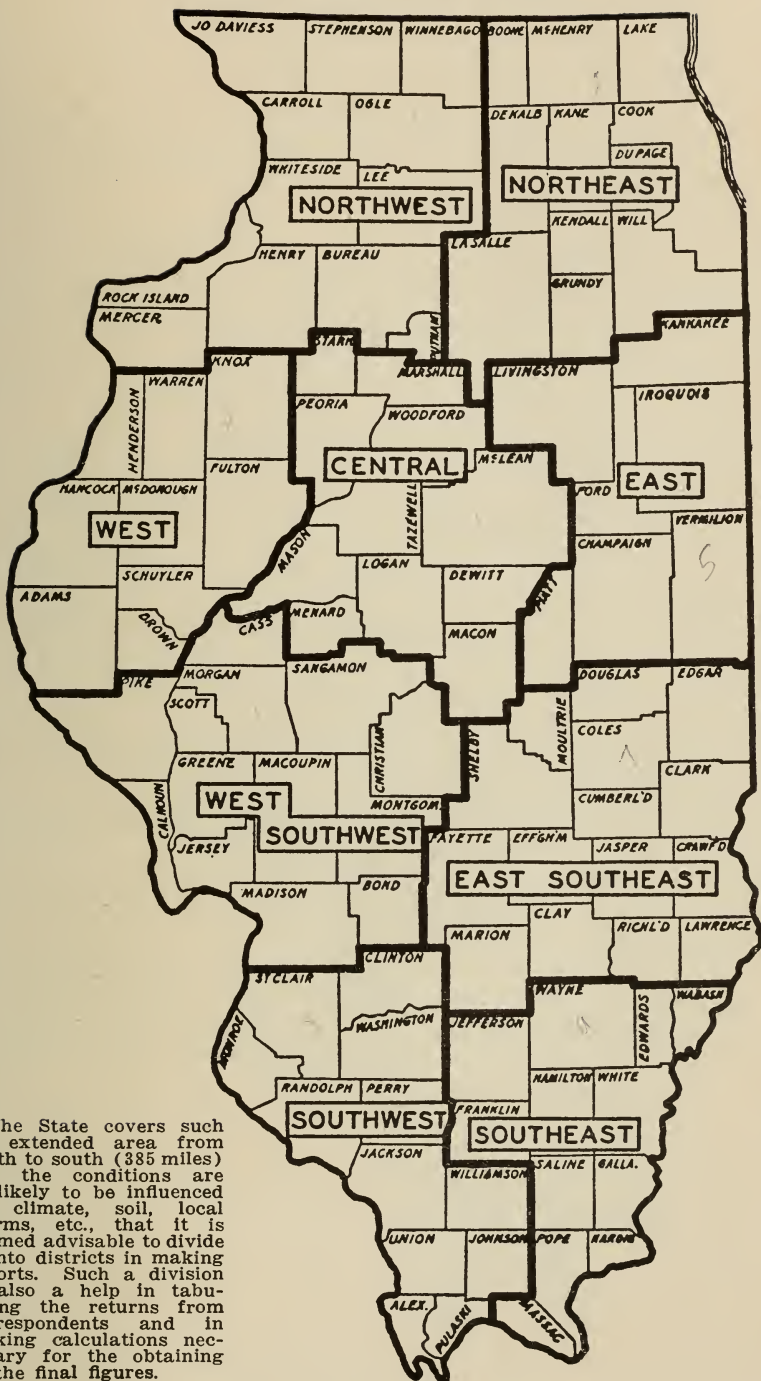 JO DAVIESS STEPHENSON WINNEBAGO BOONE McHENRY LAKE
CARROLL OGLE DEKALB KANE COOK
DUPAGE
WHITESIDE LEE
NORTHWEST NORTHEAST
KENDALL WILL
HENRY BUREAU LASALLE
GRUNDY
ROCK ISLAND
MERCER PUTNAM
STARK KANKAKEE
KNOX MARSHALL LIVINGSTON
WARREN
HENDERSON PEORIA WOODFORD IROQUOIS
CENTRAL McLEAN
FULTON EAST
HANCOCK McDONOUGH TAZEWELL FORD
WEST VERMILION
MASON CHAMPAIGN
SCHUYLER LOGAN DEWITT
ADAMS PIATT
BROWN CASS MENARD
MACON
PIKE MORGAN SANGAMON DOUGLAS EDGAR
SCOTT
CHRISTIAN SHELBY MOULTRIE COLES
GREENE MACOUPIN CLARK
CALHOUN WEST MONTGOM. CUMBERL'D
SOUTHWEST FAYETTE EFFGH'M JASPER CRAWF'D
JERSEY
EAST SOUTHEAST
MADISON BOND
CLAY
MARION RICHL'D LAWRENCE
CLINTON
ST CLAIR WAYNE WABASH
MONROE WASHINGTON JEFFERSON EDWARDS
HAMILTON WHITE
RANDOLPH PERRY
SOUTHWEST FRANKLIN SOUTHEAST
JACKSON
WILLIAMSON SALINE GALLA.
UNION JOHNSON POPE HARDIN
ALEX. PULASKI MASSAC
he State covers such
extended area from
th to south (385 miles)
the conditions are
likely to be influenced
climate, soil, local
rms, etc., that it is
med advisable to divide
nto districts in making
orts. Such a division
also a help in tabu-
ng the returns from
respondents and in
king calculations nec-
ary for the obtaining
the final figures.